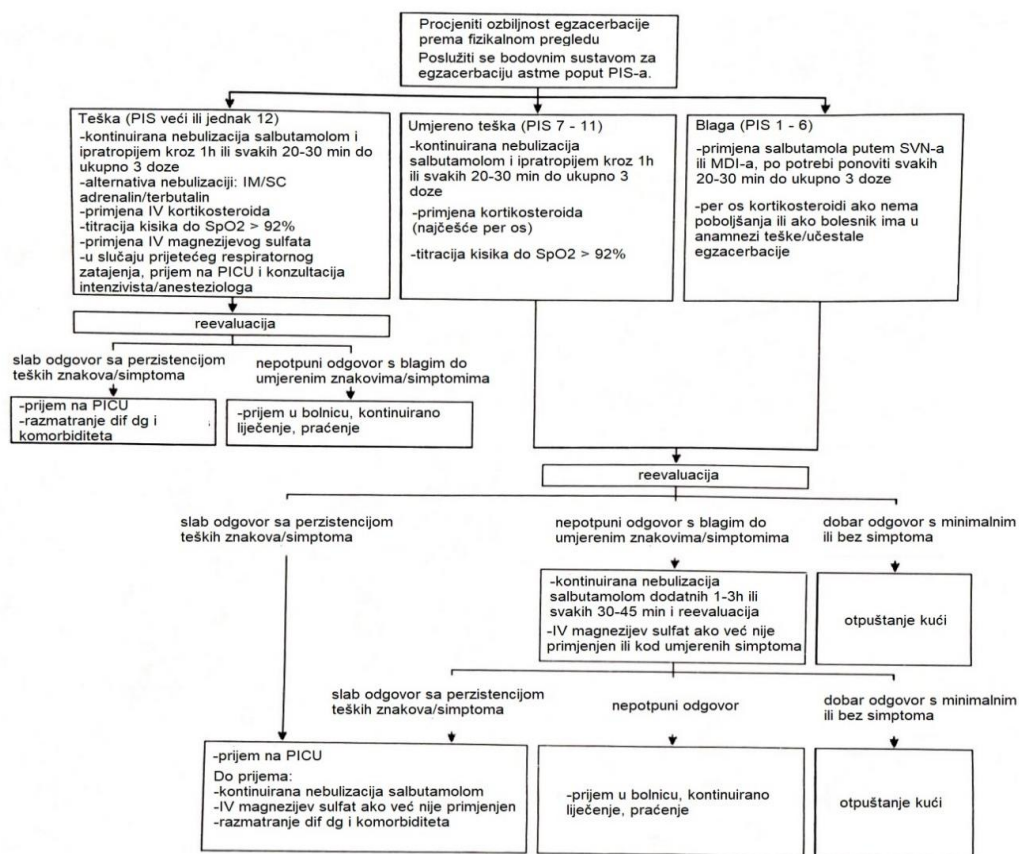 Procjeniti ozbiljnost egzacerbacije
prema fizikalnom pregledu
Poslužiti se bodovnim sustavom za
egzacerbaciju astme poput PIS-a.
Teška (PIS veći ili jednak 12)
-kontinuirana nebulizacija salbutamolom i
ipratropijem kroz 1h ili svakih 20-30 min do
ukupno 3 doze
-alternativa nebulizaciji: IM/SC
adrenalin/terbutalin
-primjena IV kortikosteroida
-titracija kisika do SpO2 > 92%
-primjena IV magnezijevog sulfata
-u slučaju prijetećeg respiratornog
zatajenja, prijem na PICU i konzultacija
intenzivista/anesteziologa
Umjereno teška (PIS 7 - 11)
-kontinuirana nebulizacija
salbutamolom i ipratropijem kroz 1h
ili svakih 20-30 min do ukupno 3
doze
-primjena kortikosteroida
(najčešće per os)
-titracija kisika do SpO2 > 92%
Blaga (PIS 1 - 6)
-primjena salbutamola putem SVN-a
ili MDI-a, po potrebi ponoviti svakih
20-30 min do ukupno 3 doze
-per os kortikosteroidi ako nema
poboljšanja ili ako bolesnik ima u
anamnezi teške/učestale
egzacerbacije
reevaluacija
slab odgovor sa perzistencijom
teških znakova/simptoma
nepotpuni odgovor s blagim do
umjerenim znakovima/simptomima
-prijem na PICU
-razmatranje dif dg i
komorbiditeta
-prijem u bolnicu, kontinuirano
liječenje, praćenje
reevaluacija
slab odgovor sa perzistencijom
teških znakova/simptoma
nepotpuni odgovor s blagim do
umjerenim znakovima/simptomima
dobar odgovor s minimalnim
ili bez simptoma
-kontinuirana nebulizacija
salbutamolom dodatnih 1-3h ili
svakih 30-45 min i reevaluacija
-IV magnezijev sulfat ako već nije
primjenjen ili kod umjerenih simptoma
otpuštanje kući
slab odgovor sa perzistencijom
teških znakova/simptoma
nepotpuni odgovor
dobar odgovor s minimalnim
ili bez simptoma
-prijem na PICU
Do prijema:
-kontinuirana nebulizacija salbutamolom
-IV magnezijev sulfat ako već nije primjenjen
-razmatranje dif dg i komorbiditeta
-prijem u bolnicu, kontinuirano
liječenje, praćenje
otpuštanje kući